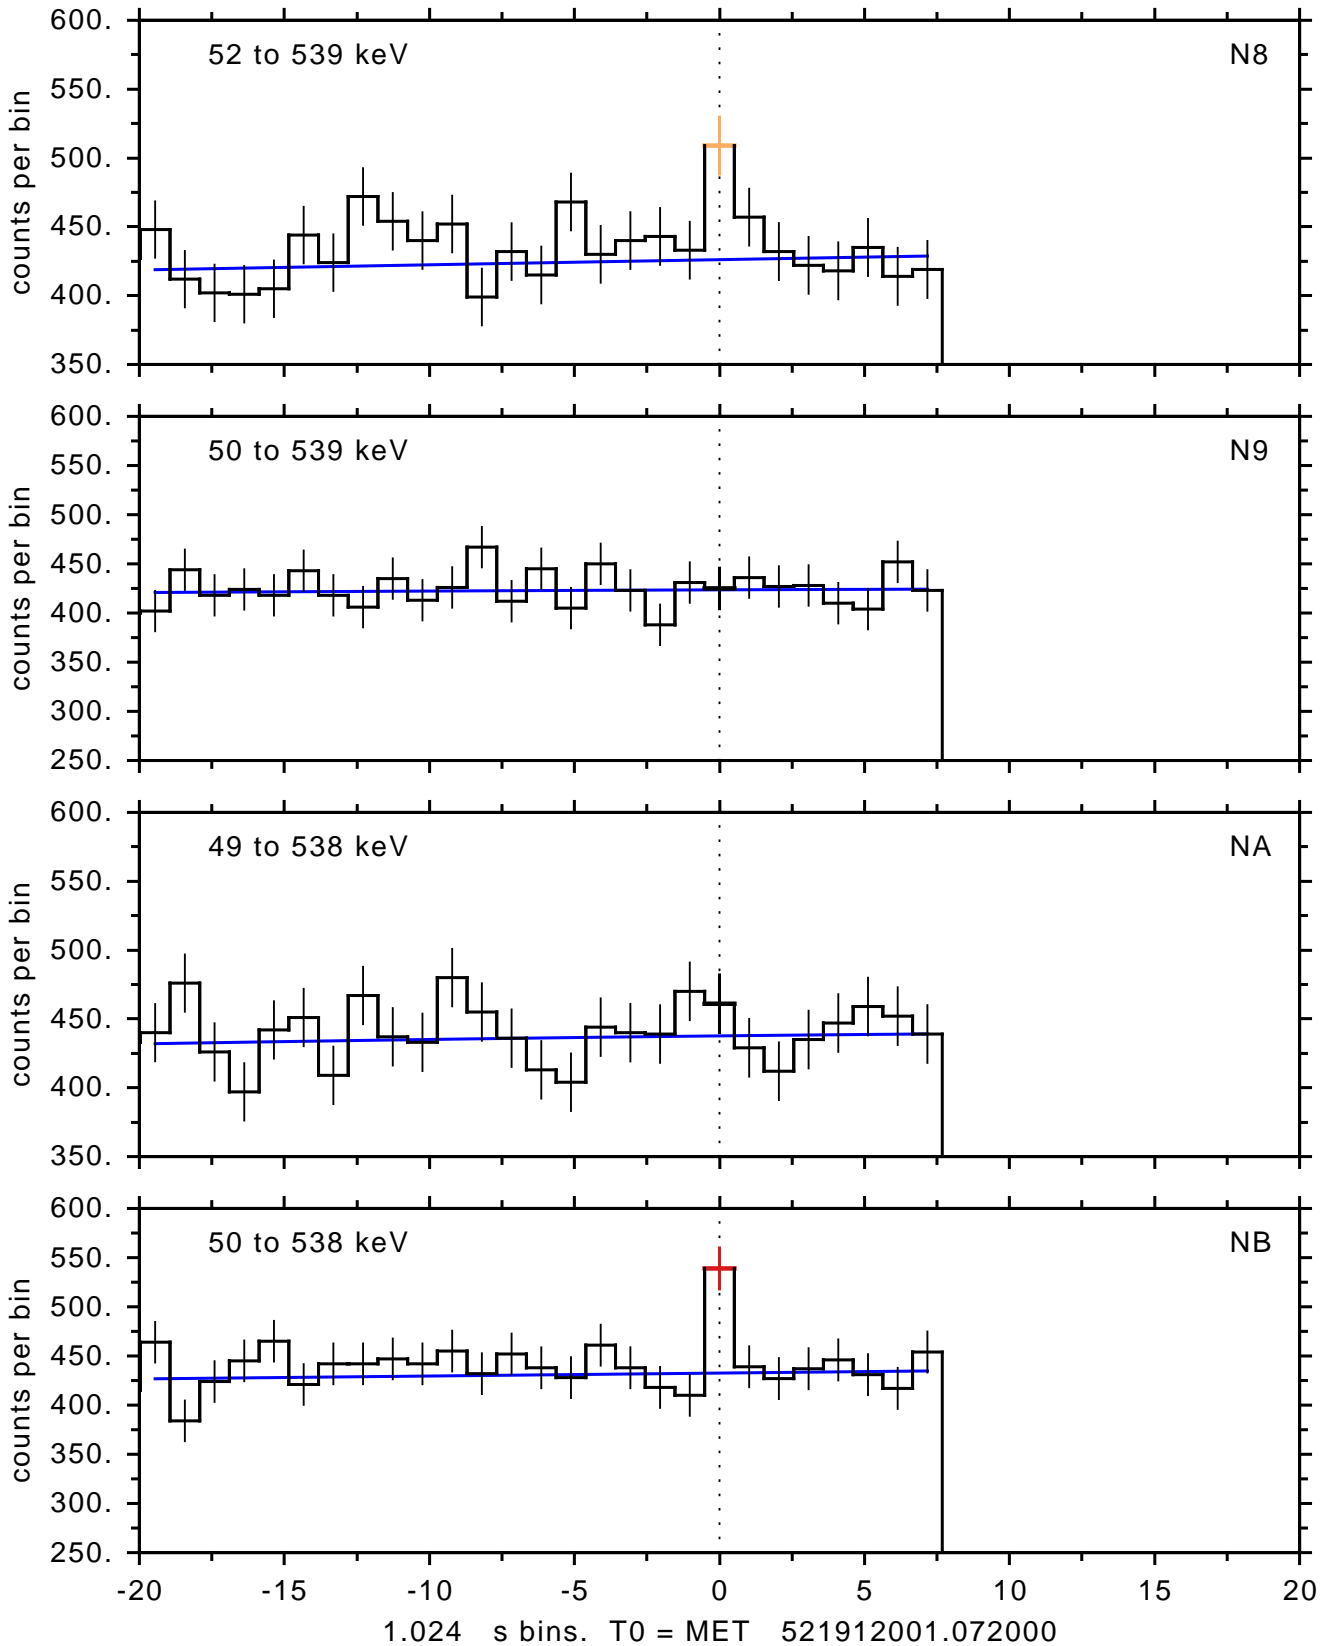 600.
52 to 539 keV
N8
550.
500.
450.
400.
350.
counts per bin
600.
50 to 539 keV
N9
550.
500.
450.
400.
350.
300.
250.
counts per bin
600.
49 to 538 keV
NA
550.
500.
450.
400.
350.
counts per bin
600.
50 to 538 keV
NB
550.
500.
450.
400.
350.
300.
250.
counts per bin
-20 -15 -10 -5 0 5 10 15 20
1.024 s bins. T0 = MET 521912001.072000